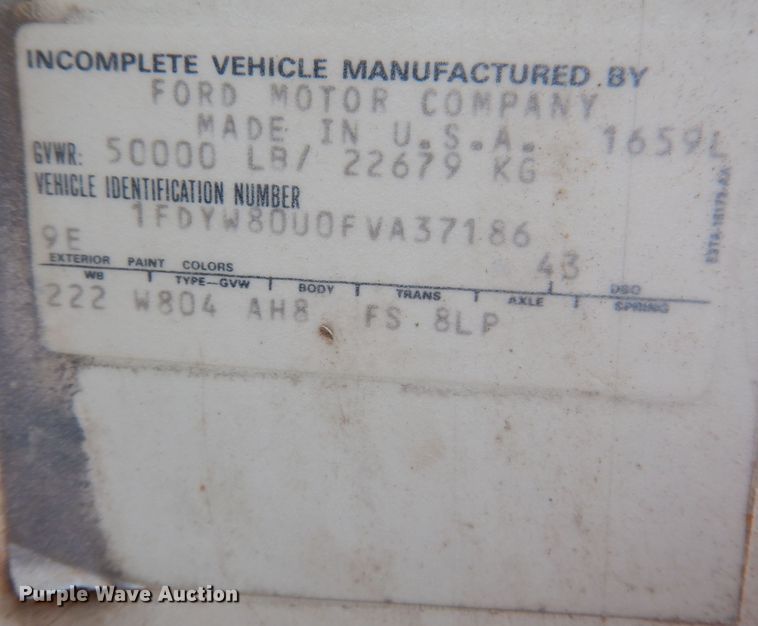 INCOMPLETE VEHICLE MANUFACTURED BY
FORD MOTOR COMPANY
MADE IN U.S.A. 1659L
GVWR: 50000 LB/ 22679 KG
VEHICLE IDENTIFICATION NUMBER
1FDYW80U0FVA37186
9E 43
EXTERIOR PAINT COLORS DSO
WB TYPE-GVW BODY TRANS AXLE SPRING
222 W804 AH8 FS 8LP
Purple Wave Auction